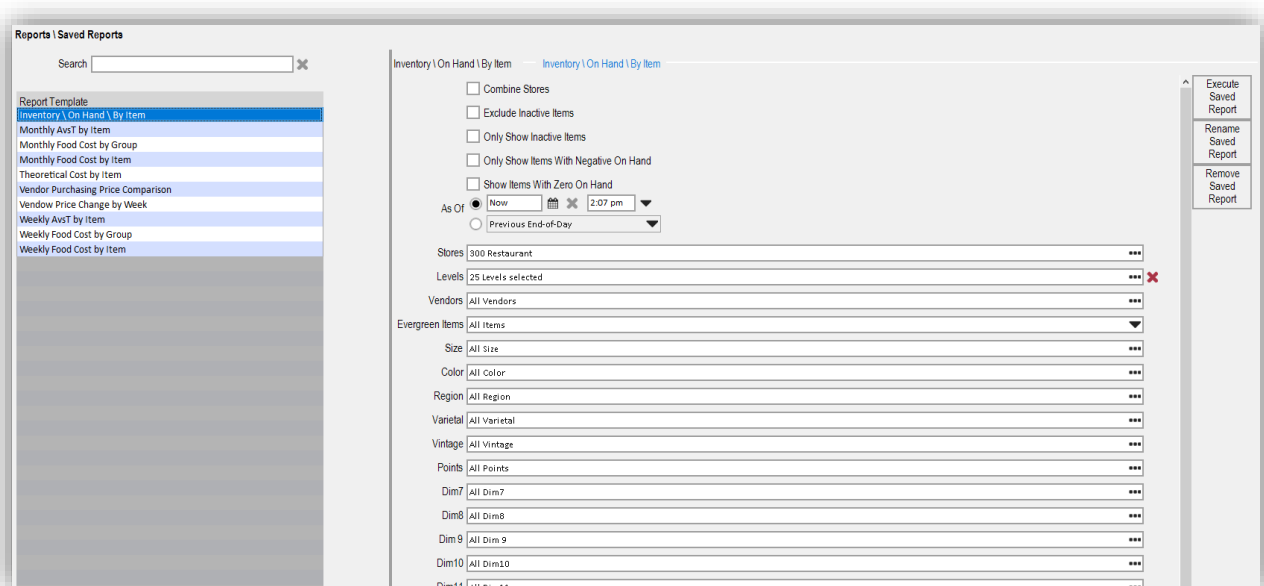 Reports \ Saved Reports
Search
Report Template
Inventory \ On Hand \ By Item
Monthly AvsT by Item
Monthly Food Cost by Group
Monthly Food Cost by Item
Theoretical Cost by Item
Vendor Purchasing Price Comparison
Vendow Price Change by Week
Weekly AvsT by Item
Weekly Food Cost by Group
Weekly Food Cost by Item
Inventory \ On Hand \ By Item Inventory \ On Hand \ By Item
Combine Stores
Exclude Inactive Items
Only Show Inactive Items
Only Show Items With Negative On Hand
Show Items With Zero On Hand
As Of Now 2:07 pm
Previous End-of-Day
Stores 300 Restaurant
Levels 25 Levels selected
Vendors All Vendors
Evergreen Items All Items
Size All Size
Color All Color
Region All Region
Varietal All Varietal
Vintage All Vintage
Points All Points
Dim7 All Dim7
Dim8 All Dim8
Dim 9 All Dim 9
Dim10 All Dim10
Execute
Saved
Report
Rename
Saved
Report
Remove
Saved
Report